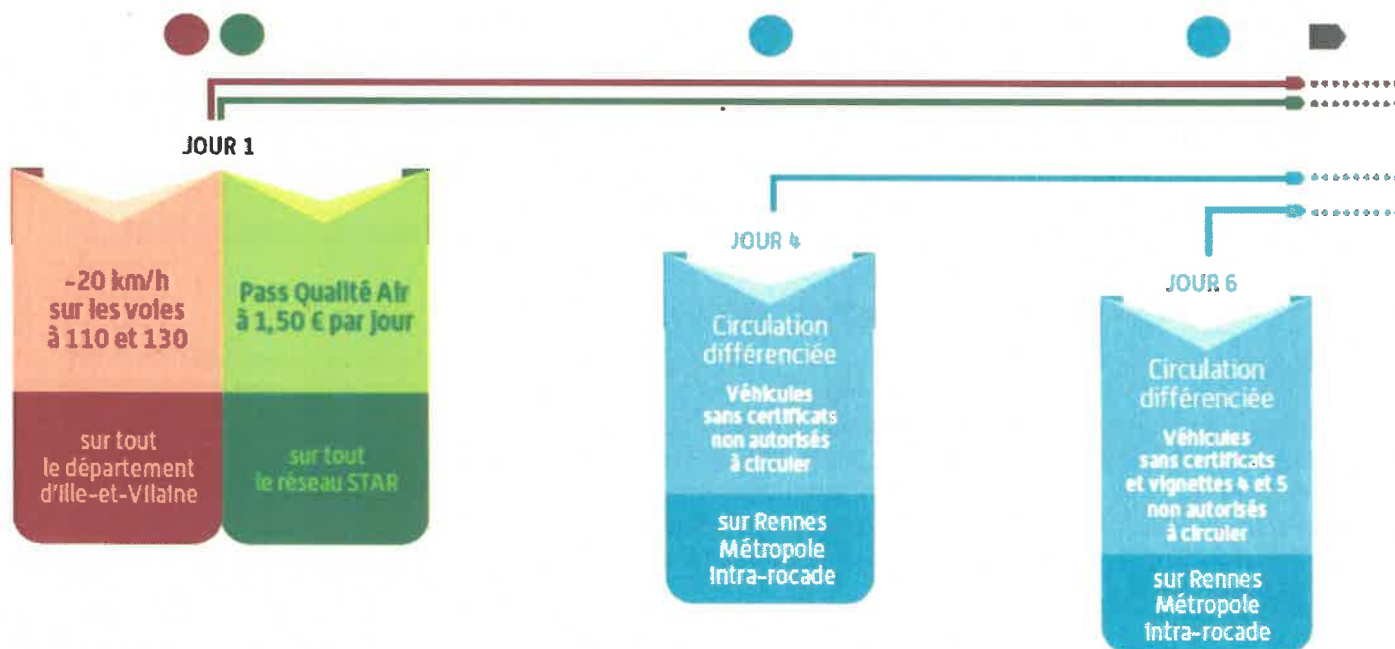 JOUR 1
-20 km/h
sur les voies
à 110 et 130
sur tout
le département
d'Ille-et-Vilaine
Pass Qualité Air
à 1,50 € par jour
sur tout
le réseau STAR
JOUR 4
Circulation
différenciée
Véhicules
sans certificats
non autorisés
à circuler
sur Rennes
Métropole
Intra-rocade
JOUR 6
Circulation
différenciée
Véhicules
sans certificats
et vignettes 4 et 5
non autorisés
à circuler
sur Rennes
Métropole
Intra-rocade